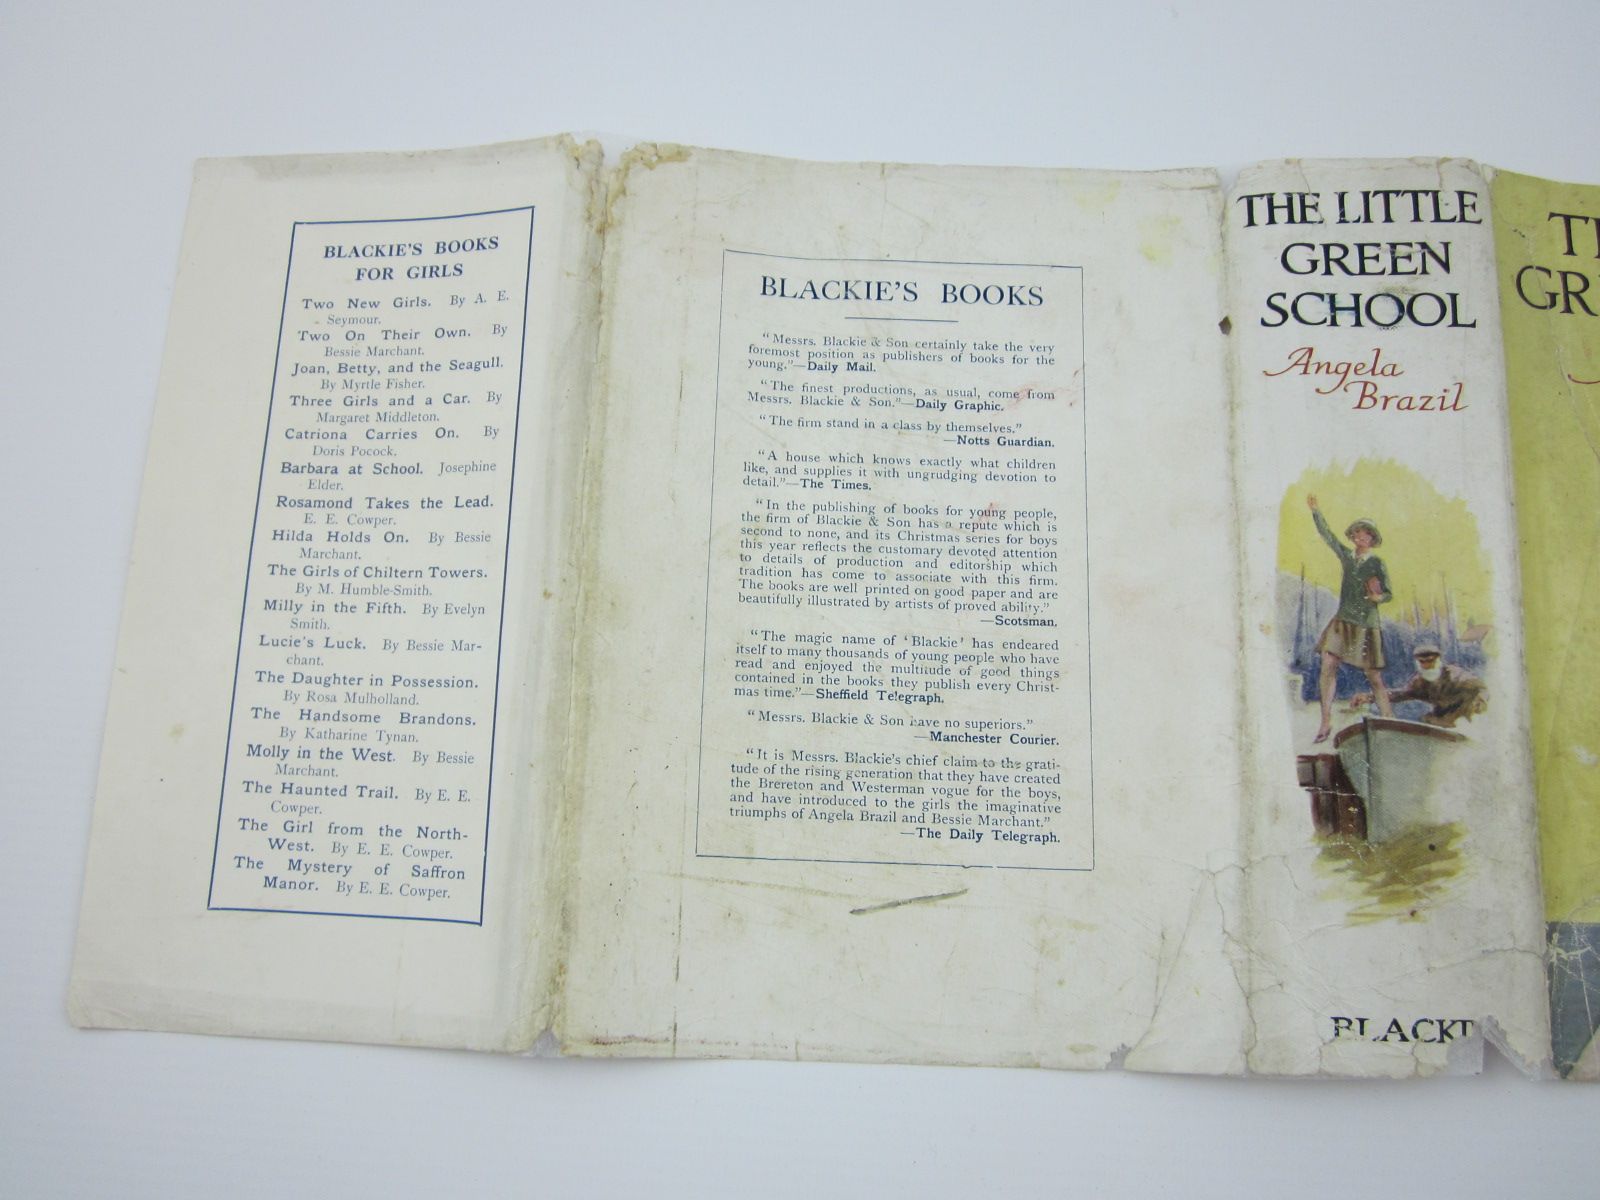 BLACKIE'S BOOKS
FOR GIRLS
Two New Girls. By A. E.
Seymour.
Two On Their Own. By
Bessie Marchant.
Joan, Betty, and the Seagull.
By Myrtle Fisher.
Three Girls and a Car. By
Margaret Middleton.
Catriona Carries On. By
Doris Pocock.
Barbara at School. Josephine
Elder.
Rosamond Takes the Lead.
E. E. Cowper.
Hilda Holds On. By Bessie
Marchant.
The Girls of Chiltern Towers.
By M. Humble-Smith.
Milly in the Fifth. By Evelyn
Smith.
Lucie's Luck. By Bessie Mar-
chant.
The Daughter in Possession.
By Rosa Mulholland.
The Handsome Brandons.
By Katharine Tynan.
Molly in the West. By Bessie
Marchant.
The Haunted Trail. By E. E.
Cowper.
The Girl from the North-
West. By E. E. Cowper.
The Mystery of Saffron
Manor. By E. E. Cowper.
BLACKIE'S BOOKS
"Messrs. Blackie & Son certainly take the very
foremost position as publishers of books for the
young."—Daily Mail.
"The finest productions, as usual, come from
Messrs. Blackie & Son."—Daily Graphic.
"The firm stand in a class by themselves."
—Notts Guardian.
"A house which knows exactly what children
like, and supplies it with ungrudging devotion to
detail."—The Times.
"In the publishing of books for young people,
the firm of Blackie & Son has a repute which is
second to none, and its Christmas series for boys
this year reflects the customary devoted attention
to details of production and editorship which
tradition has come to associate with this firm.
The books are well printed on good paper and are
beautifully illustrated by artists of proved ability."
—Scotsman.
"The magic name of 'Blackie' has endeared
itself to many thousands of young people who have
read and enjoyed the multitude of good things
contained in the books they publish every Christ-
mas time."—Sheffield Telegraph.
"Messrs. Blackie & Son have no superiors."
—Manchester Courier.
"It is Messrs. Blackie's chief claim to the grati-
tude of the rising generation that they have created
the Brereton and Westerman vogue for the boys,
and have introduced to the girls the imaginative
triumphs of Angela Brazil and Bessie Marchant."
—The Daily Telegraph.
THE LITTLE
GREEN
SCHOOL
Angela
Brazil